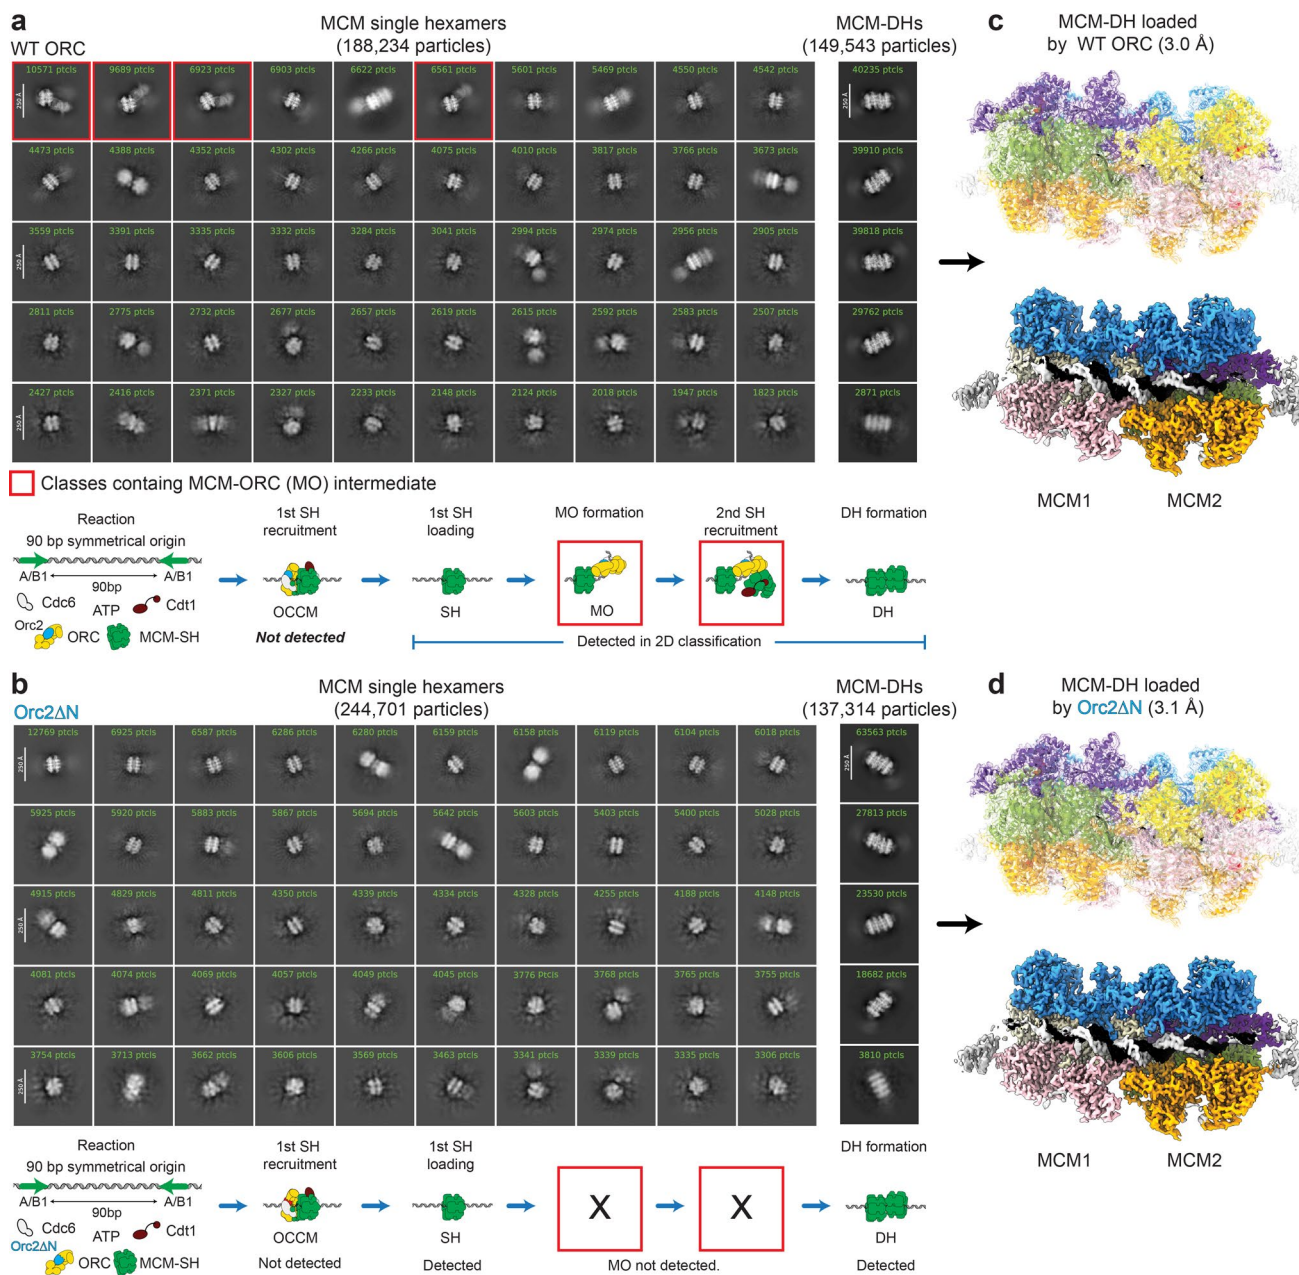 a
WT ORC
MCM single hexamers
(188,234 particles)
MCM-DHs
(149,543 particles)
10571 ptcls 9689 ptcls 6923 ptcls 6903 ptcls 6622 ptcls 6561 ptcls 5601 ptcls 5469 ptcls 4550 ptcls 4542 ptcls 40235 ptcls
250 Å
4473 ptcls 4388 ptcls 4352 ptcls 4302 ptcls 4266 ptcls 4075 ptcls 4010 ptcls 3817 ptcls 3766 ptcls 3673 ptcls 39910 ptcls
3559 ptcls 3391 ptcls 3335 ptcls 3332 ptcls 3284 ptcls 3041 ptcls 2994 ptcls 2974 ptcls 2956 ptcls 2905 ptcls 39818 ptcls
250 Å
2811 ptcls 2775 ptcls 2732 ptcls 2677 ptcls 2657 ptcls 2619 ptcls 2615 ptcls 2592 ptcls 2583 ptcls 2507 ptcls 29762 ptcls
2427 ptcls 2416 ptcls 2371 ptcls 2327 ptcls 2233 ptcls 2148 ptcls 2124 ptcls 2018 ptcls 1947 ptcls 1823 ptcls 2871 ptcls
250 Å
Classes containg MCM-ORC (MO) intermediate
Reaction
90 bp symmetrical origin
A/B1 90bp A/B1
Cdc6 ATP Cdt1
Orc2 ORC MCM-SH
1st SH
recruitment
OCCM
Not detected
1st SH
loading
SH
MO formation
MO
2nd SH
recruitment
DH formation
DH
Detected in 2D classification
c
MCM-DH loaded
by WT ORC (3.0 Å)
MCM1 MCM2
b
Orc2ΔN
MCM single hexamers
(244,701 particles)
MCM-DHs
(137,314 particles)
12769 ptcls 6925 ptcls 6587 ptcls 6286 ptcls 6280 ptcls 6159 ptcls 6158 ptcls 6119 ptcls 6104 ptcls 6018 ptcls 63563 ptcls
250 Å 250 Å
5925 ptcls 5920 ptcls 5883 ptcls 5867 ptcls 5694 ptcls 5642 ptcls 5603 ptcls 5403 ptcls 5400 ptcls 5028 ptcls 27813 ptcls
4915 ptcls 4829 ptcls 4811 ptcls 4350 ptcls 4339 ptcls 4334 ptcls 4328 ptcls 4255 ptcls 4188 ptcls 4148 ptcls 23530 ptcls
250 Å
4081 ptcls 4074 ptcls 4069 ptcls 4057 ptcls 4049 ptcls 4045 ptcls 3776 Ptcls 3768 ptcls 3765 ptcls 3755 ptcls 18682 ptcls
3754 ptcls 3713 ptcls 3662 ptcls 3606 ptcls 3569 ptcls 3463 ptcls 3341 ptcls 3339 ptcls 3335 ptcls 3306 ptcls 3810 ptcls
250 Å
Reaction
90 bp symmetrical origin
A/B1 90bp A/B1
Cdc6 ATP Cdt1
Orc2ΔN ORC MCM-SH
1st SH
recruitment
OCCM
Not detected
1st SH
loading
SH
Detected
X X
MO not detected.
DH formation
DH
Detected
d
MCM-DH loaded
by Orc2ΔN (3.1 Å)
MCM1 MCM2